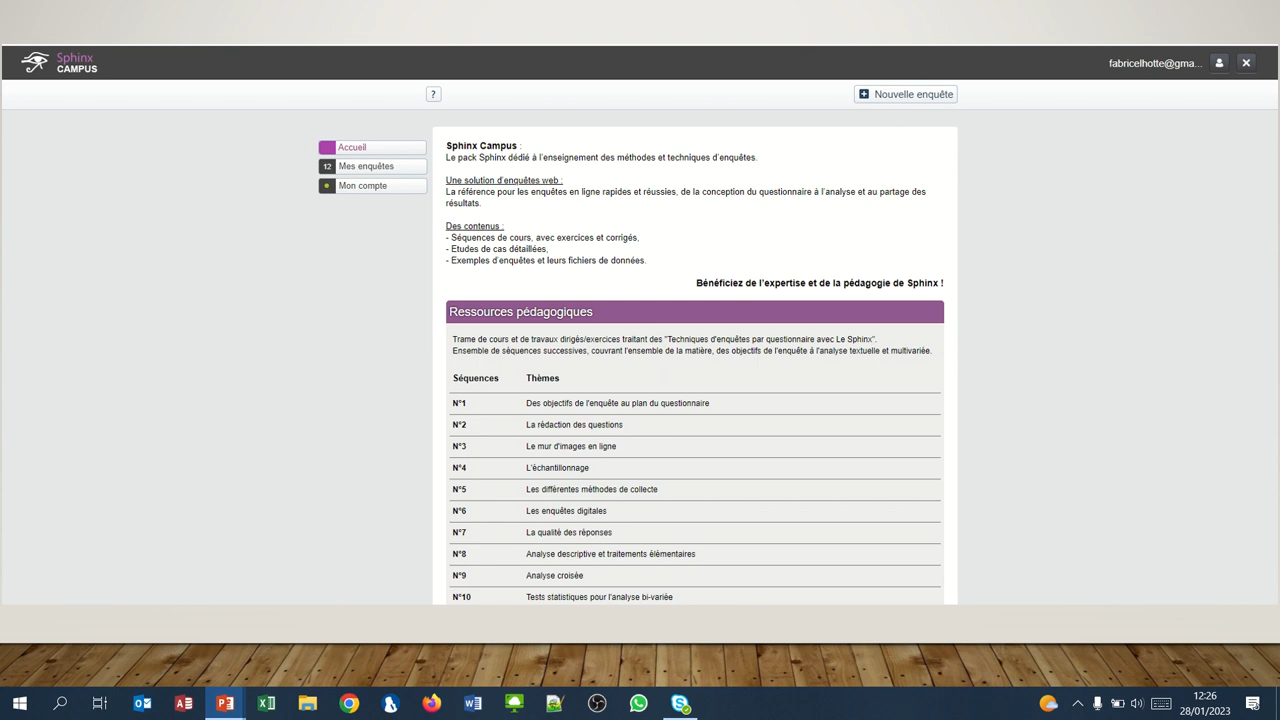 Sphinx
CAMPUS
fabricelhotte@gma...
?
Nouvelle enquête
Accueil
12 Mes enquêtes
Mon compte
Sphinx Campus :
Le pack Sphinx dédié à l'enseignement des méthodes et techniques d'enquêtes.
Une solution d'enquêtes web :
La référence pour les enquêtes en ligne rapides et réussies, de la conception du questionnaire à l'analyse et au partage des
résultats.
Des contenus :
- Séquences de cours, avec exercices et corrigés,
- Etudes de cas détaillées,
- Exemples d'enquêtes et leurs fichiers de données.
Bénéficiez de l'expertise et de la pédagogie de Sphinx !
Ressources pédagogiques
Trame de cours et de travaux dirigés/exercices traitant des "Techniques d'enquêtes par questionnaire avec Le Sphinx".
Ensemble de séquences successives, couvrant l'ensemble de la matière, des objectifs de l'enquête à l'analyse textuelle et multivariée.
Séquences Thèmes
N°1 Des objectifs de l'enquête au plan du questionnaire
N°2 La rédaction des questions
N°3 Le mur d'images en ligne
N°4 L'échantillonnage
N°5 Les différentes méthodes de collecte
N°6 Les enquêtes digitales
N°7 La qualité des réponses
N°8 Analyse descriptive et traitements élémentaires
N°9 Analyse croisée
N°10 Tests statistiques pour l'analyse bi-variée
12:26
28/01/2023